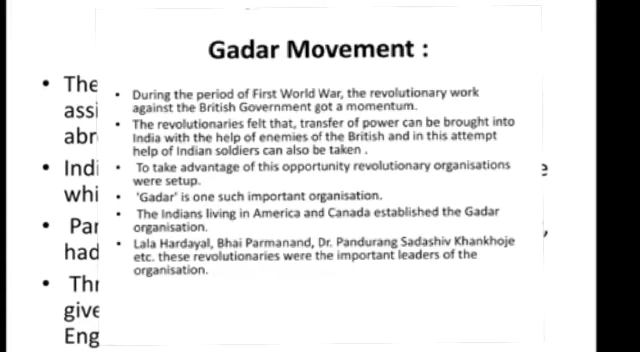 Gadar Movement :
• The
• During the period of First World War, the revolutionary work
assi
against the British Government got a momentum.
• The revolutionaries felt that, transfer of power can be brought into
abr
India with the help of enemies of the British and in this attempt
help of Indian soldiers can also be taken .
• Indi
• To take advantage of this opportunity revolutionary organisations
were setup.
whi
• 'Gadar' is one such important organisation.
• The Indians living in America and Canada established the Gadar
• Par
organisation.
• Lala Hardayal, Bhai Parmanand, Dr. Pandurang Sadashiv Khankhoje
had
etc. these revolutionaries were the important leaders of the
organisation.
• Thr
give
Eng